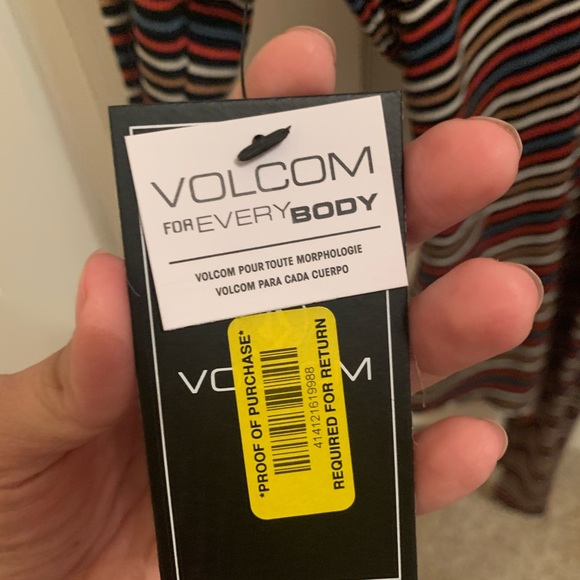 VOLCOM
FOR EVERY BODY
VOLCOM POUR TOUTE MORPHOLOGIE
VOLCOM PARA CADA CUERPO
*PROOF OF PURCHASE*
414121619988
REQUIRED FOR RETURN